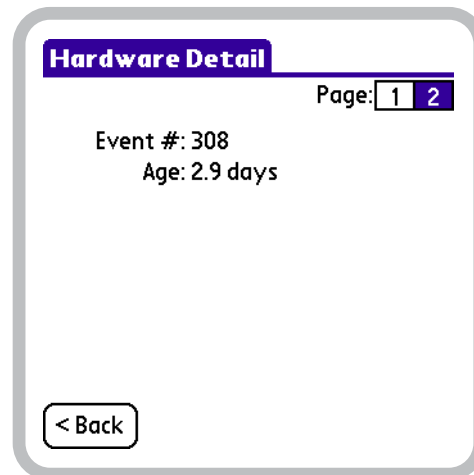 Hardware Detail
Page: 1 2
Event #: 308
Age: 2.9 days
< Back